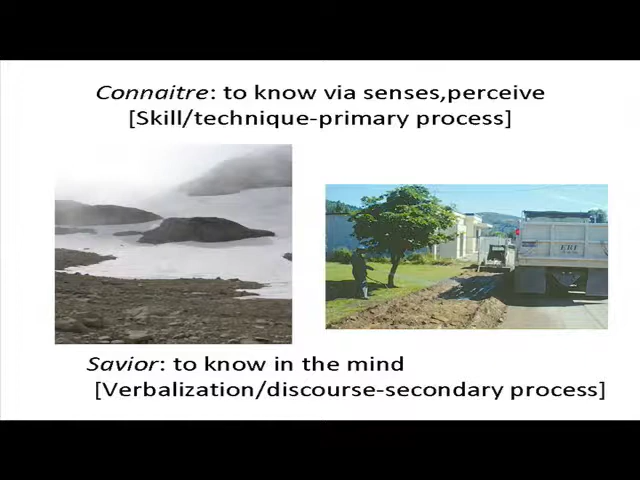 Connaitre: to know via senses,perceive
[Skill/technique-primary process]
ERI
Savior: to know in the mind
[Verbalization/discourse-secondary process]